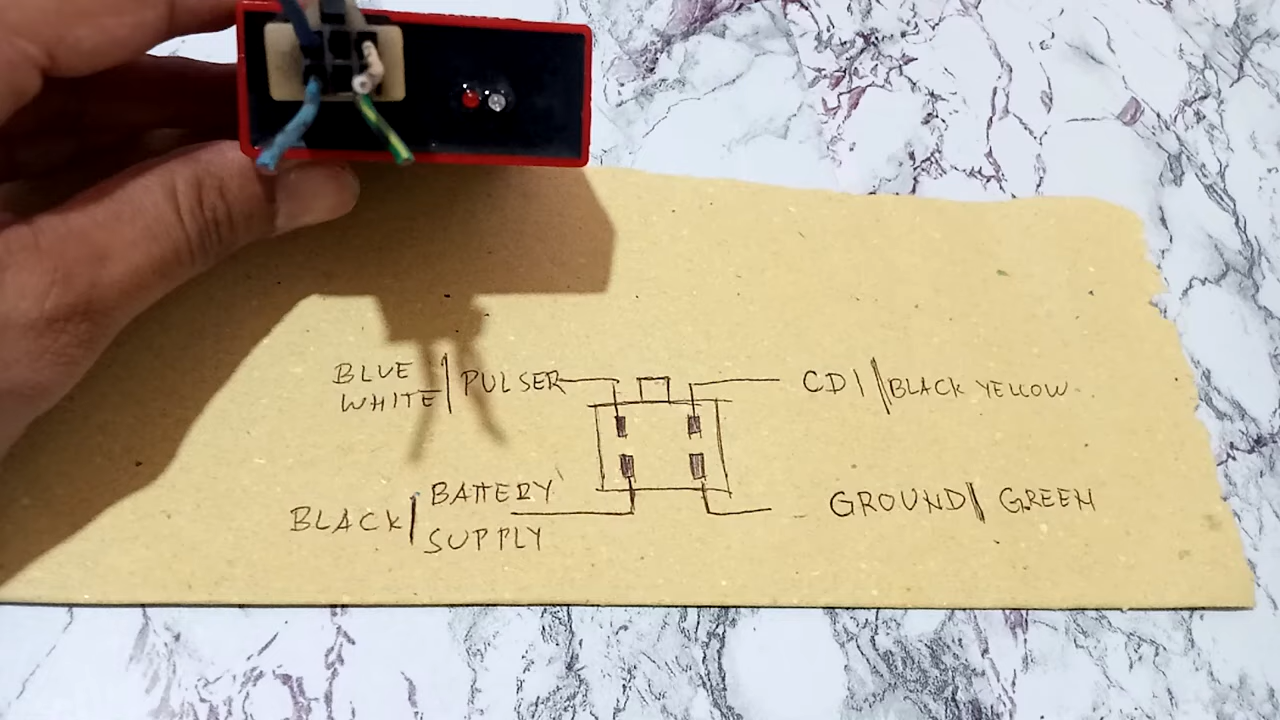 BLUE WHITE | PULSER
CDI \\ BLACK YELLOW
BLACK | BATTERY SUPPLY
GROUND \\ GREEN